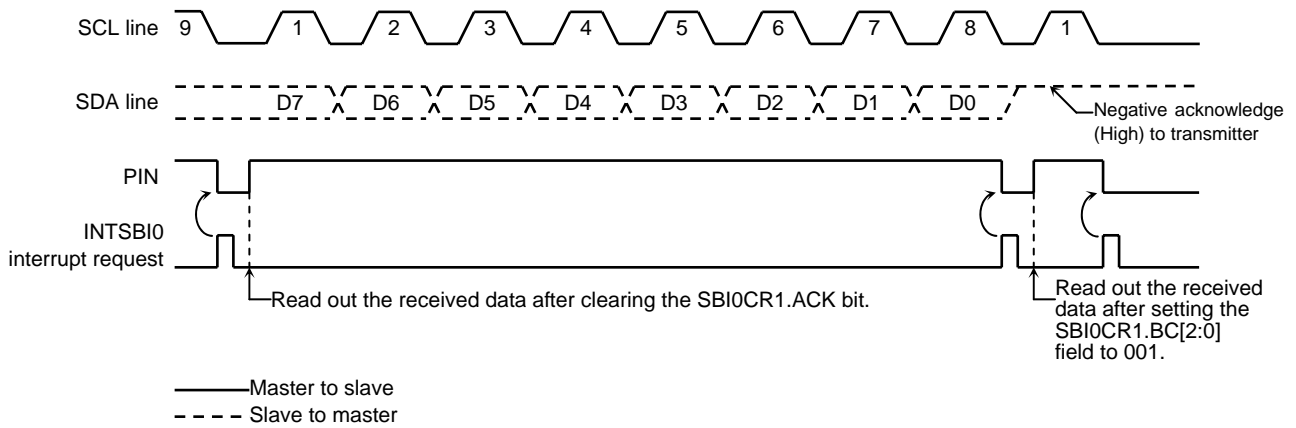 SCL line 9 1 2 3 4 5 6 7 8 1
SDA line D7 D6 D5 D4 D3 D2 D1 D0
Negative acknowledge
(High) to transmitter
PIN
INTSBI0
interrupt request
Read out the received data after clearing the SBI0CR1.ACK bit.
Read out the received
data after setting the
SBI0CR1.BC[2:0]
field to 001.
Master to slave
Slave to master